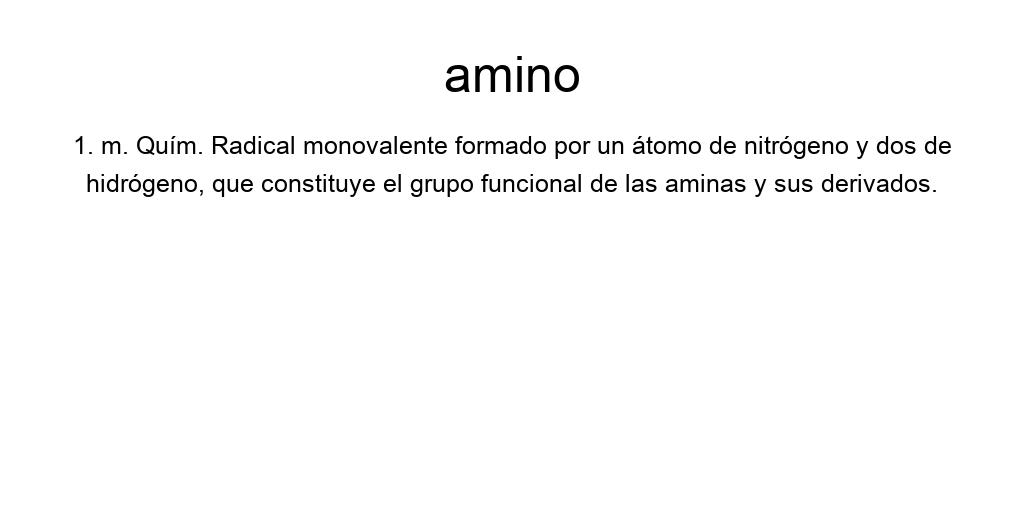 amino
1. m. Quím. Radical monovalente formado por un átomo de nitrógeno y dos de
hidrógeno, que constituye el grupo funcional de las aminas y sus derivados.